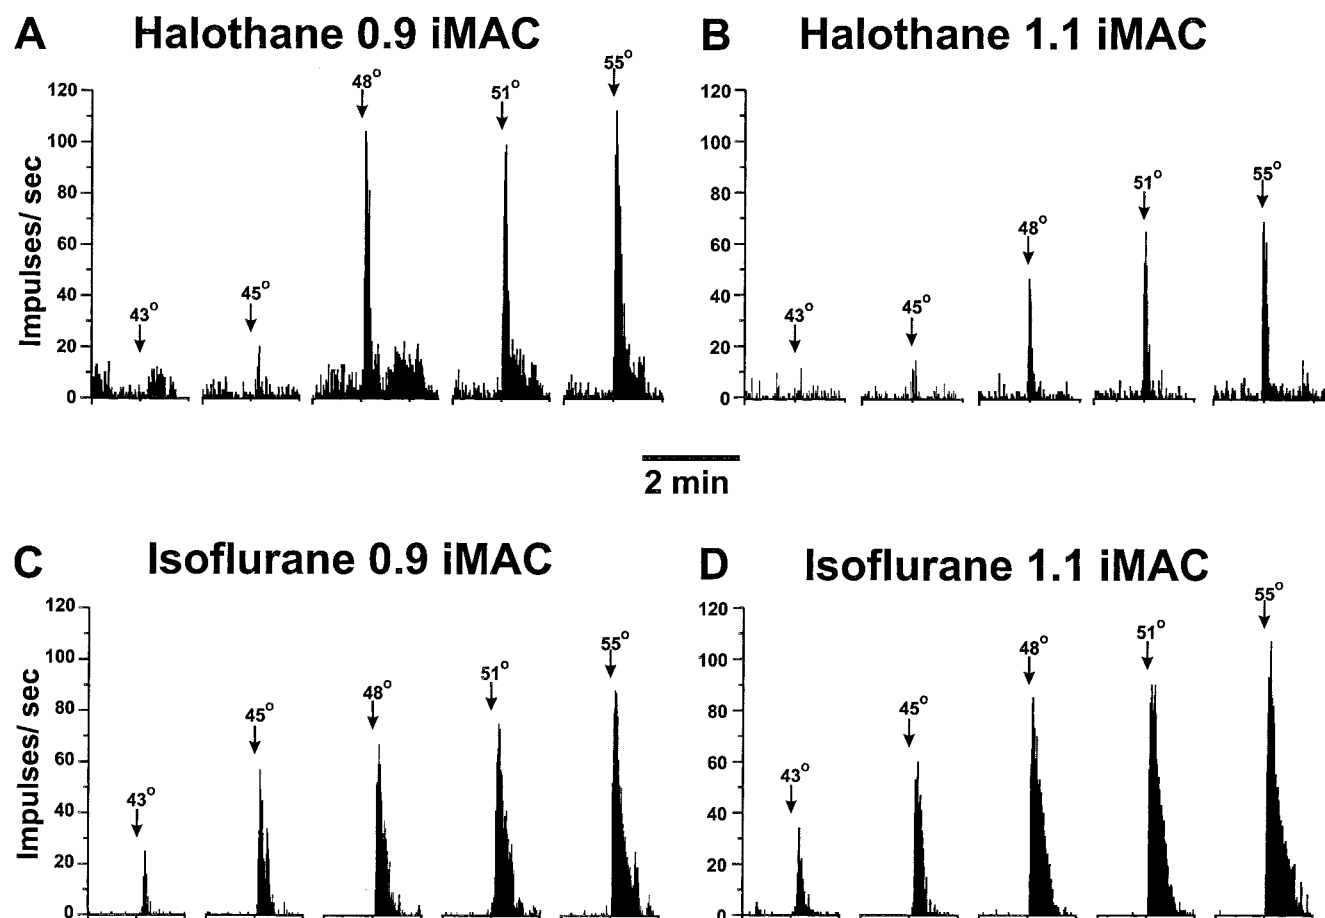 A Halothane 0.9 iMAC
B Halothane 1.1 iMAC
Impulses/ sec
120
100
80
60
40
20
0
43° 45° 48° 51° 55°
120
100
80
60
40
20
0
43° 45° 48° 51° 55°
2 min
C Isoflurane 0.9 iMAC
D Isoflurane 1.1 iMAC
Impulses/ sec
120
100
80
60
40
20
0
43° 45° 48° 51° 55°
120
100
80
60
40
20
0
43° 45° 48° 51° 55°